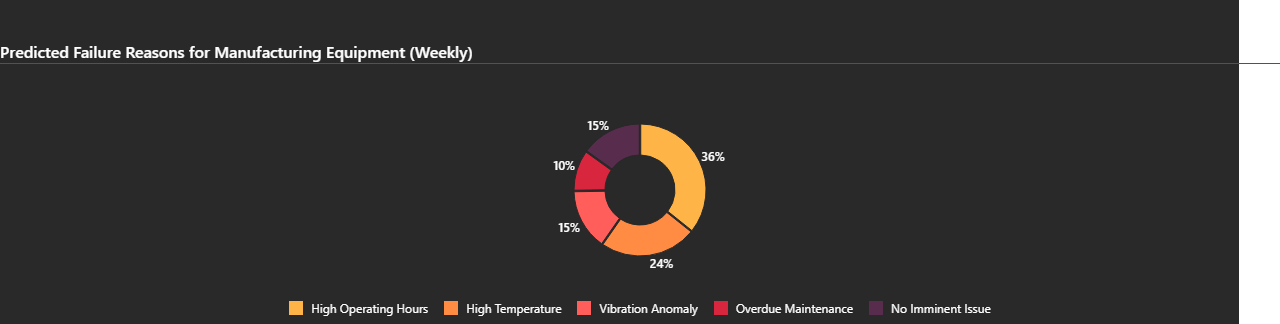 Predicted Failure Reasons for Manufacturing Equipment (Weekly)
15%
36%
10%
15%
24%
High Operating Hours High Temperature Vibration Anomaly Overdue Maintenance No Imminent Issue